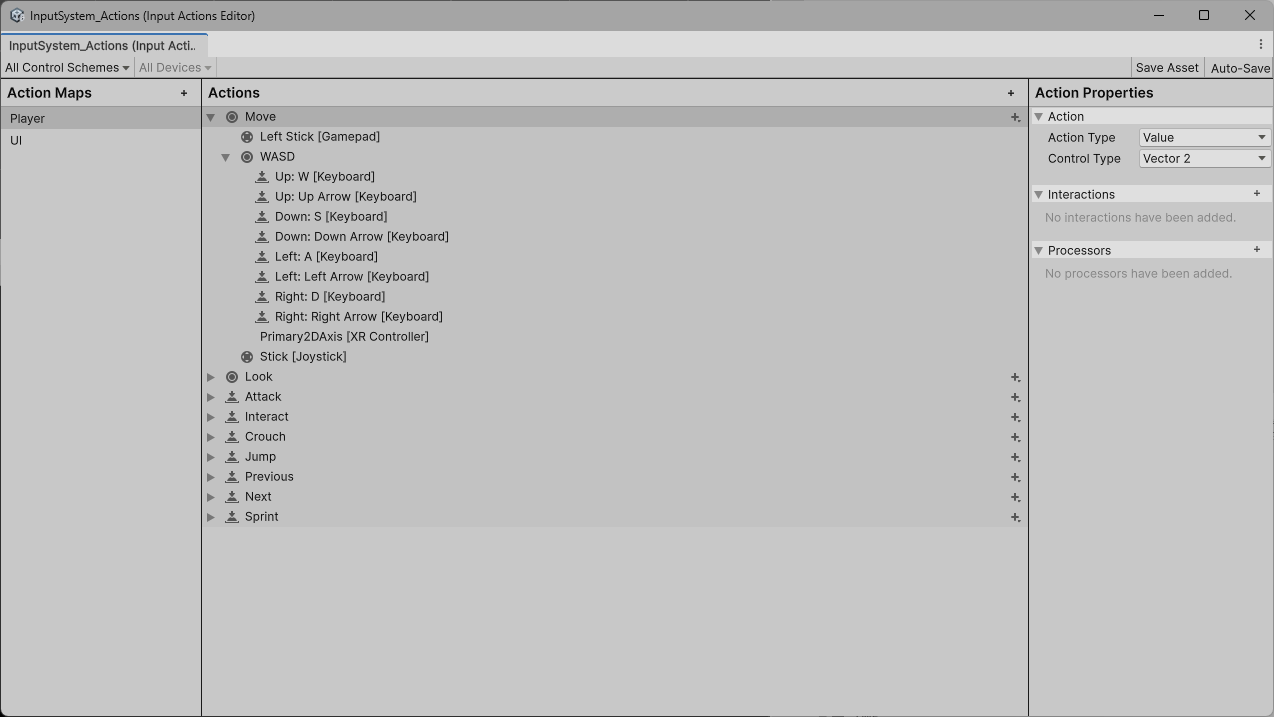 InputSystem_Actions (Input Actions Editor)
InputSystem_Actions (Input Acti..
All Control Schemes All Devices Save Asset Auto-Save
Action Maps +
Player
UI
Actions +
Move
Left Stick [Gamepad]
WASD
Up: W [Keyboard]
Up: Up Arrow [Keyboard]
Down: S [Keyboard]
Down: Down Arrow [Keyboard]
Left: A [Keyboard]
Left: Left Arrow [Keyboard]
Right: D [Keyboard]
Right: Right Arrow [Keyboard]
Primary2DAxis [XR Controller]
Stick [Joystick]
Look
Attack
Interact
Crouch
Jump
Previous
Next
Sprint
Action Properties
Action
Action Type Value
Control Type Vector 2
Interactions +
No interactions have been added.
Processors +
No processors have been added.